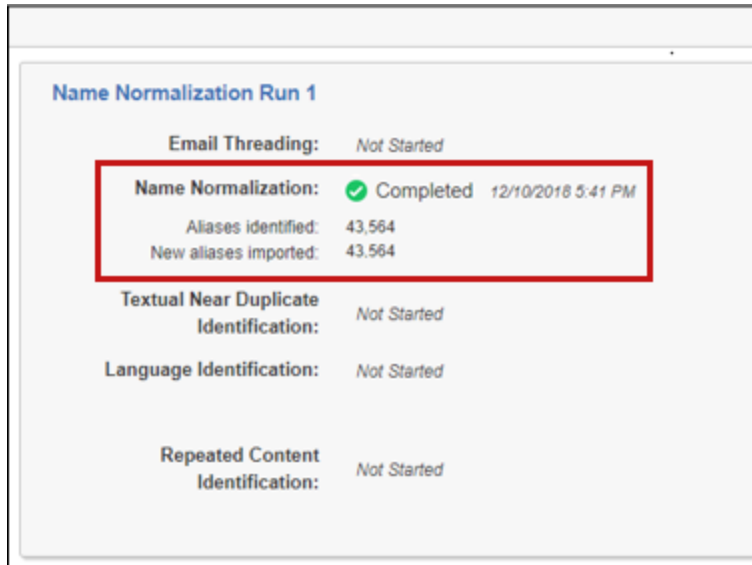 Name Normalization Run 1
Email Threading: Not Started
Name Normalization: Completed 12/10/2018 5:41 PM
Aliases identified: 43,564
New aliases imported: 43,564
Textual Near Duplicate
Identification: Not Started
Language Identification: Not Started
Repeated Content
Identification: Not Started